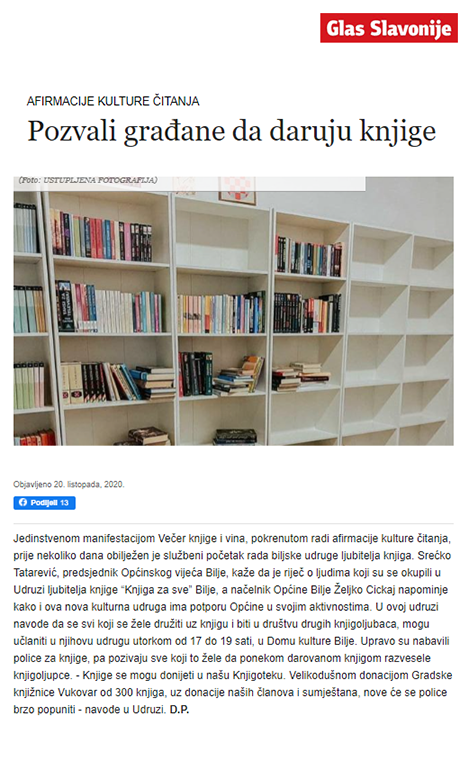 Glas Slavonije
AFIRMACIJE KULTURE ČITANJA
Pozvali građane da daruju knjige
(Foto: USTUPLJENA FOTOGRAFIJA)
Objavljeno 20. listopada, 2020.
Podijeli 13
Jedinstvenom manifestacijom Večer knjige i vina, pokrenutom radi afirmacije kulture čitanja,
prije nekoliko dana obilježen je službeni početak rada biljske udruge ljubitelja knjiga. Srećko
Tatarević, predsjednik Općinskog vijeća Bilje, kaže da je riječ o ljudima koji su se okupili u
Udruzi ljubitelja knjige “Knjiga za sve” Bilje, a načelnik Općine Bilje Željko Cickaj napominje
kako i ova nova kulturna udruga ima potporu Općine u svojim aktivnostima. U ovoj udruzi
navode da se svi koji se žele družiti uz knjigu i biti u društvu drugih knjigoljubaca, mogu
učlaniti u njihovu udrugu utorkom od 17 do 19 sati, u Domu kulture Bilje. Upravo su nabavili
police za knjige, pa pozivaju sve koji to žele da ponekom darovanom knjigom razvesele
knjigoljupce. - Knjige se mogu donijeti u našu Knjigoteku. Velikodušnom donacijom Gradske
knjižnice Vukovar od 300 knjiga, uz donacije naših članova i sumještana, nove će se police
brzo popuniti - navode u Udruzi. D.P.